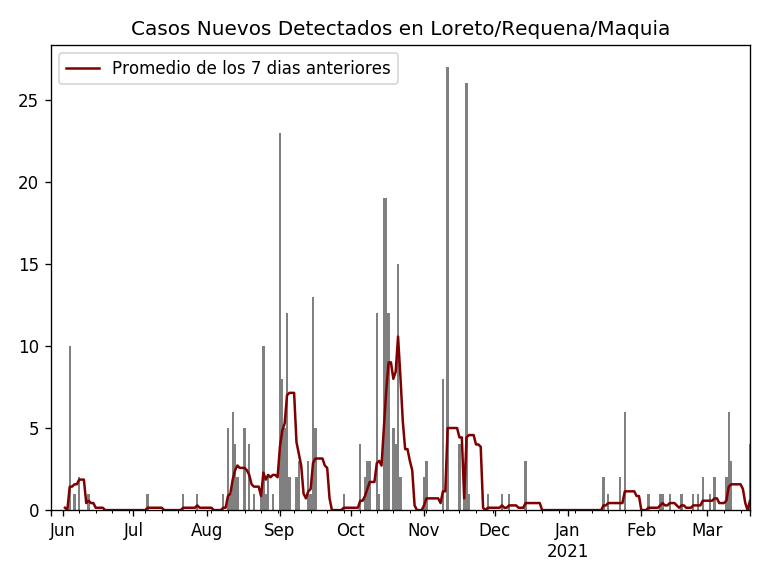 Casos Nuevos Detectados en Loreto/Requena/Maquia
Promedio de los 7 dias anteriores
25
20
15
10
5
0
Jun Jul Aug Sep Oct Nov Dec Jan Feb Mar
2021